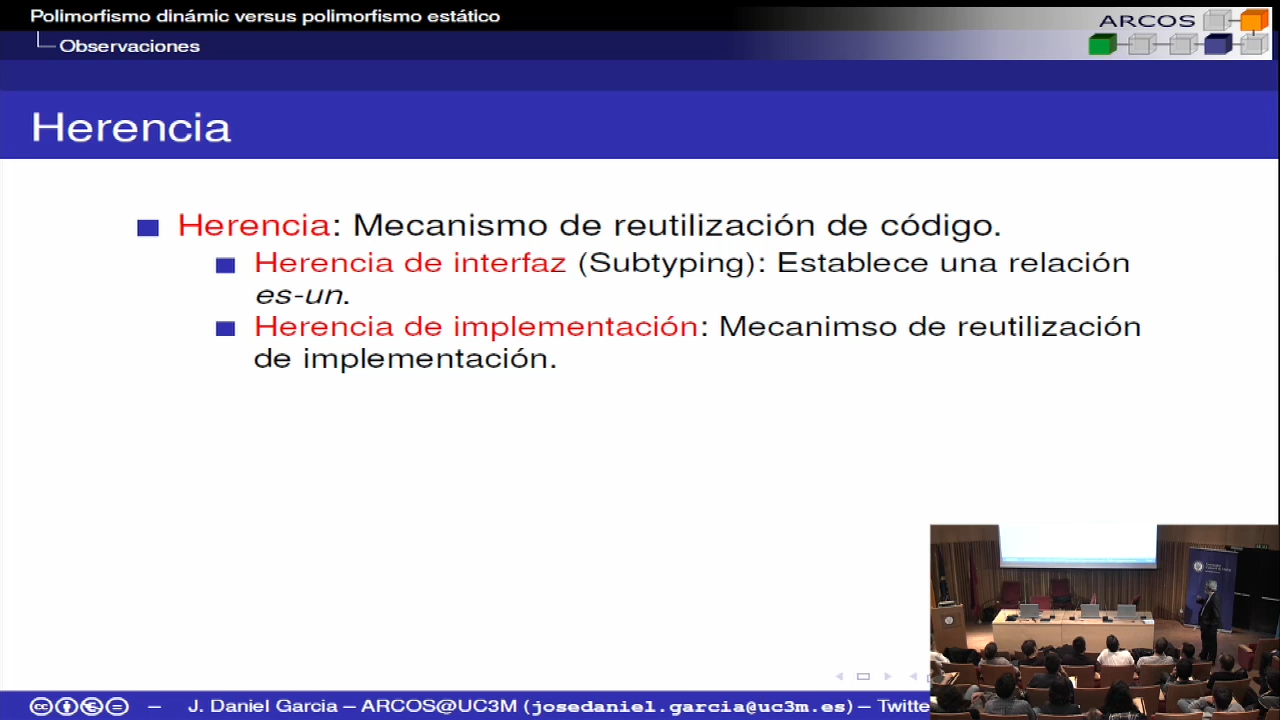 Polimorfismo dinámic versus polimorfismo estático
Observaciones
ARCOS
Herencia
Herencia: Mecanismo de reutilización de código.
Herencia de interfaz (Subtyping): Establece una relación
es-un.
Herencia de implementación: Mecanimso de reutilización
de implementación.
– J. Daniel Garcia – ARCOS@UC3M (josedaniel.garcia@uc3m.es) – Twitte